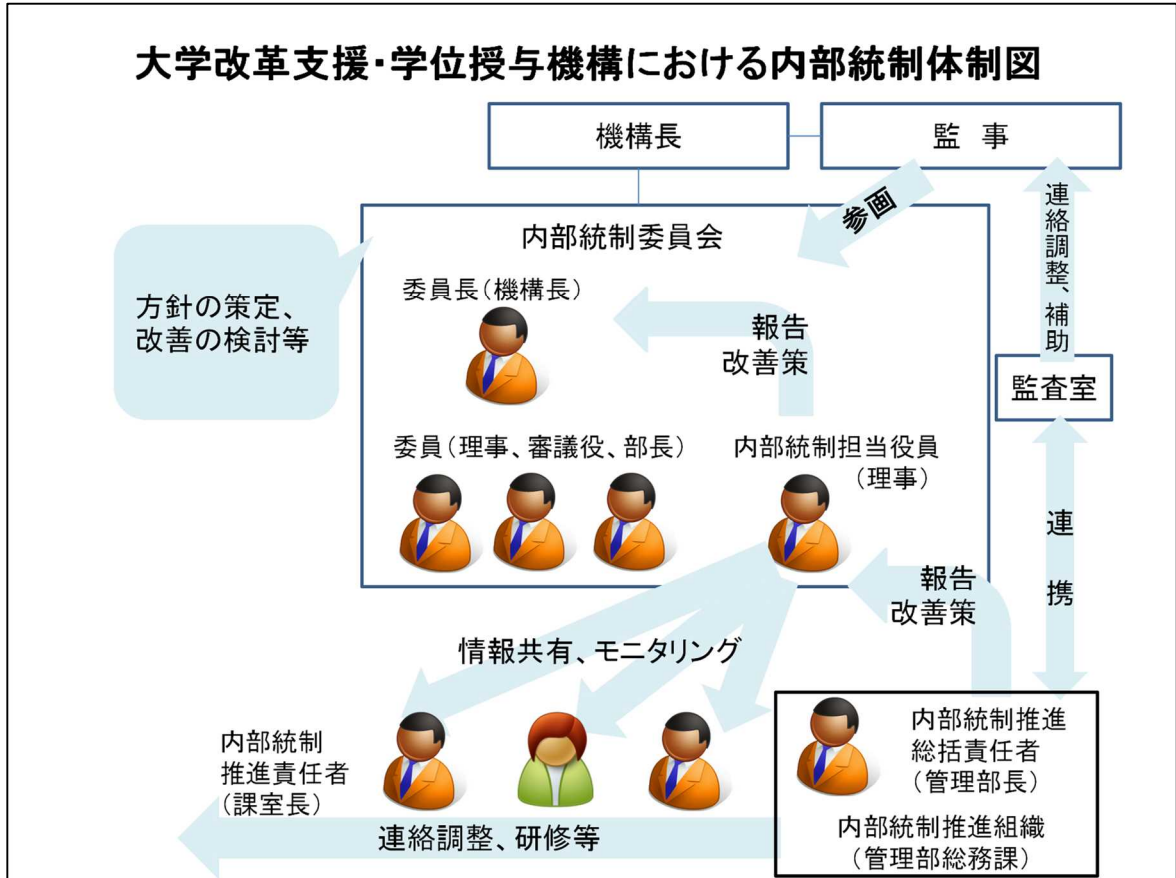 大学改革支援・学位授与機構における内部統制体制図
機構長
監　事
参画
連絡調整、補助
内部統制委員会
方針の策定、
改善の検討等
委員長（機構長）
報告
改善策
監査室
委員（理事、審議役、部長）
内部統制担当役員
（理事）
連　携
報告
改善策
情報共有、モニタリング
内部統制
推進責任者
（課室長）
内部統制推進
総括責任者
（管理部長）
連絡調整、研修等
内部統制推進組織
（管理部総務課）